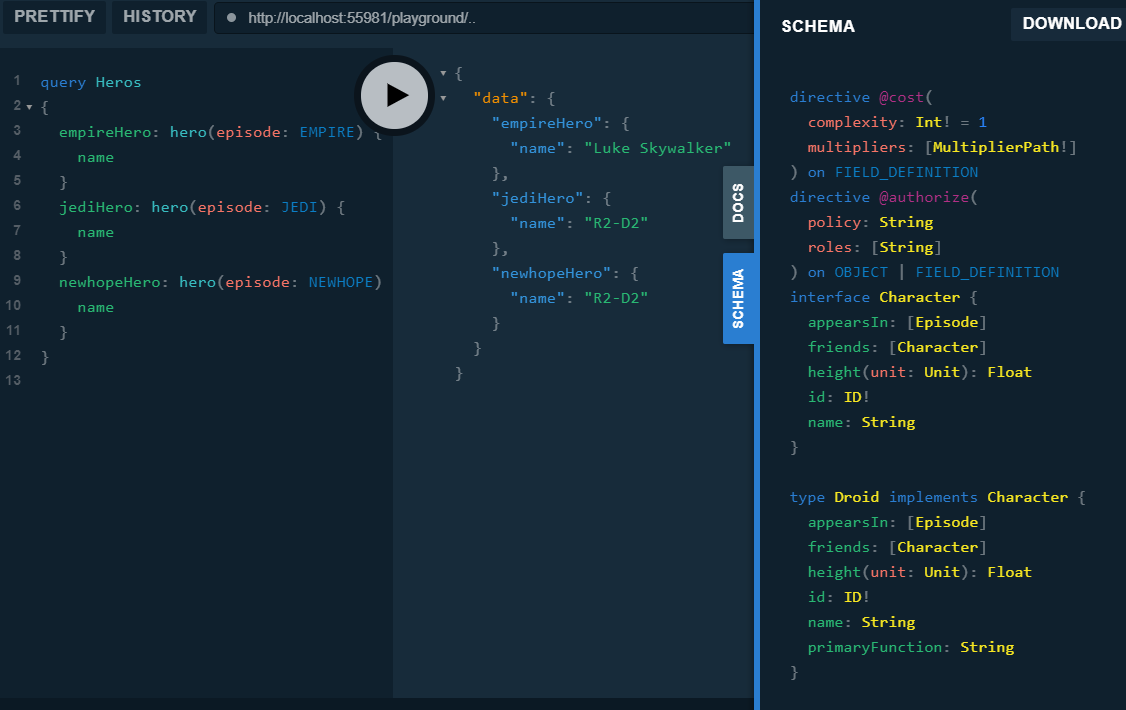 PRETTIFY HISTORY http://localhost:55981/playground/..
1 query Heros
2 {
3 empireHero: hero(episode: EMPIRE) {
4 name
5 }
6 jediHero: hero(episode: JEDI) {
7 name
8 }
9 newhopeHero: hero(episode: NEWHOPE)
10 name
11 }
12 }
13
{
"data": {
"empireHero": {
"name": "Luke Skywalker"
},
"jediHero": {
"name": "R2-D2"
},
"newhopeHero": {
"name": "R2-D2"
}
}
}
DOCS
SCHEMA
SCHEMA DOWNLOAD
directive @cost(
complexity: Int! = 1
multipliers: [MultiplierPath!]
) on FIELD_DEFINITION
directive @authorize(
policy: String
roles: [String]
) on OBJECT | FIELD_DEFINITION
interface Character {
appearsIn: [Episode]
friends: [Character]
height(unit: Unit): Float
id: ID!
name: String
}
type Droid implements Character {
appearsIn: [Episode]
friends: [Character]
height(unit: Unit): Float
id: ID!
name: String
primaryFunction: String
}